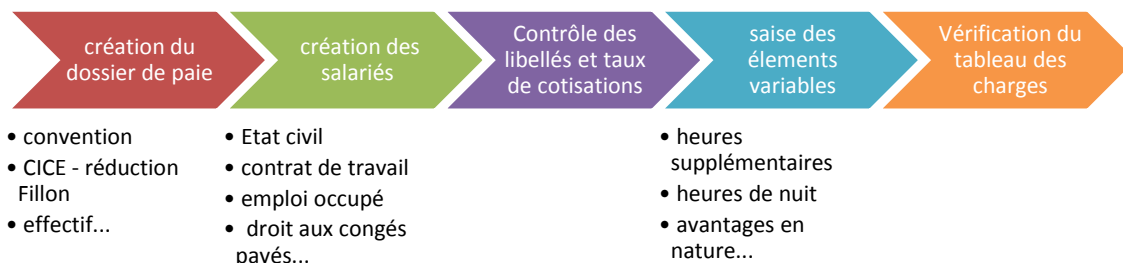 création du
dossier de paie
création des
salariés
Contrôle des
libellés et taux
de cotisations
saise des
élements
variables
Vérification du
tableau des
charges
• convention
• CICE - réduction
Fillon
• effectif...
• Etat civil
• contrat de travail
• emploi occupé
• droit aux congés
payés...
• heures
supplémentaires
• heures de nuit
• avantages en
nature...